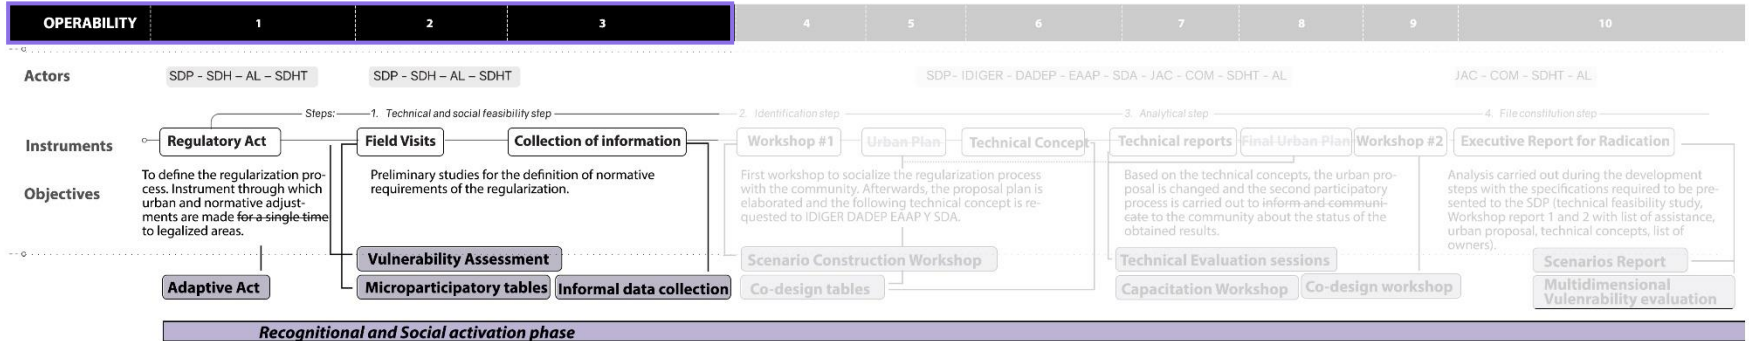 OPERABILITY 1 2 3 4 5 6 7 8 9 10
Actors
SDP - SDH – AL – SDHT
SDP - SDH – AL – SDHT
SDP- IDIGER - DADEP - EAAP - SDA - JAC - COM - SDHT - AL
JAC - COM – SDHT - AL
Steps:
1. Technical and social feasibility step
2. Identification step
3. Analytical step
4. File constitution step
Instruments
Regulatory Act
Field Visits
Collection of information
Workshop #1
Urban Plan
Technical Concept
Technical reports
Final Urban Plan
Workshop #2
Executive Report for Radication
Objectives
To define the regularization pro-
cess. Instrument through which
urban and normative adjust-
ments are made for a single time
to legalized areas.
Preliminary studies for the definition of normative
requirements of the regularization.
First workshop to socialize the regularization process
with the community. Afterwards, the proposal plan is
elaborated and the following technical concept is re-
quested to IDIGER DADEP EAAP Y SDA.
Based on the technical concepts, the urban pro-
posal is changed and the second participatory
process is carried out to inform and communi-
cate to the community about the status of the
obtained results.
Analysis carried out during the development
steps with the specifications required to be pre-
sented to the SDP (technical feasibility study,
Workshop report 1 and 2 with list of assistance,
urban proposal, technical concepts, list of
owners).
Adaptive Act
Vulnerability Assessment
Microparticipatory tables
Informal data collection
Scenario Construction Workshop
Co-design tables
Technical Evaluation sessions
Capacitation Workshop
Co-design workshop
Scenarios Report
Multidimensional
Vulenrability evaluation
Recognitional and Social activation phase